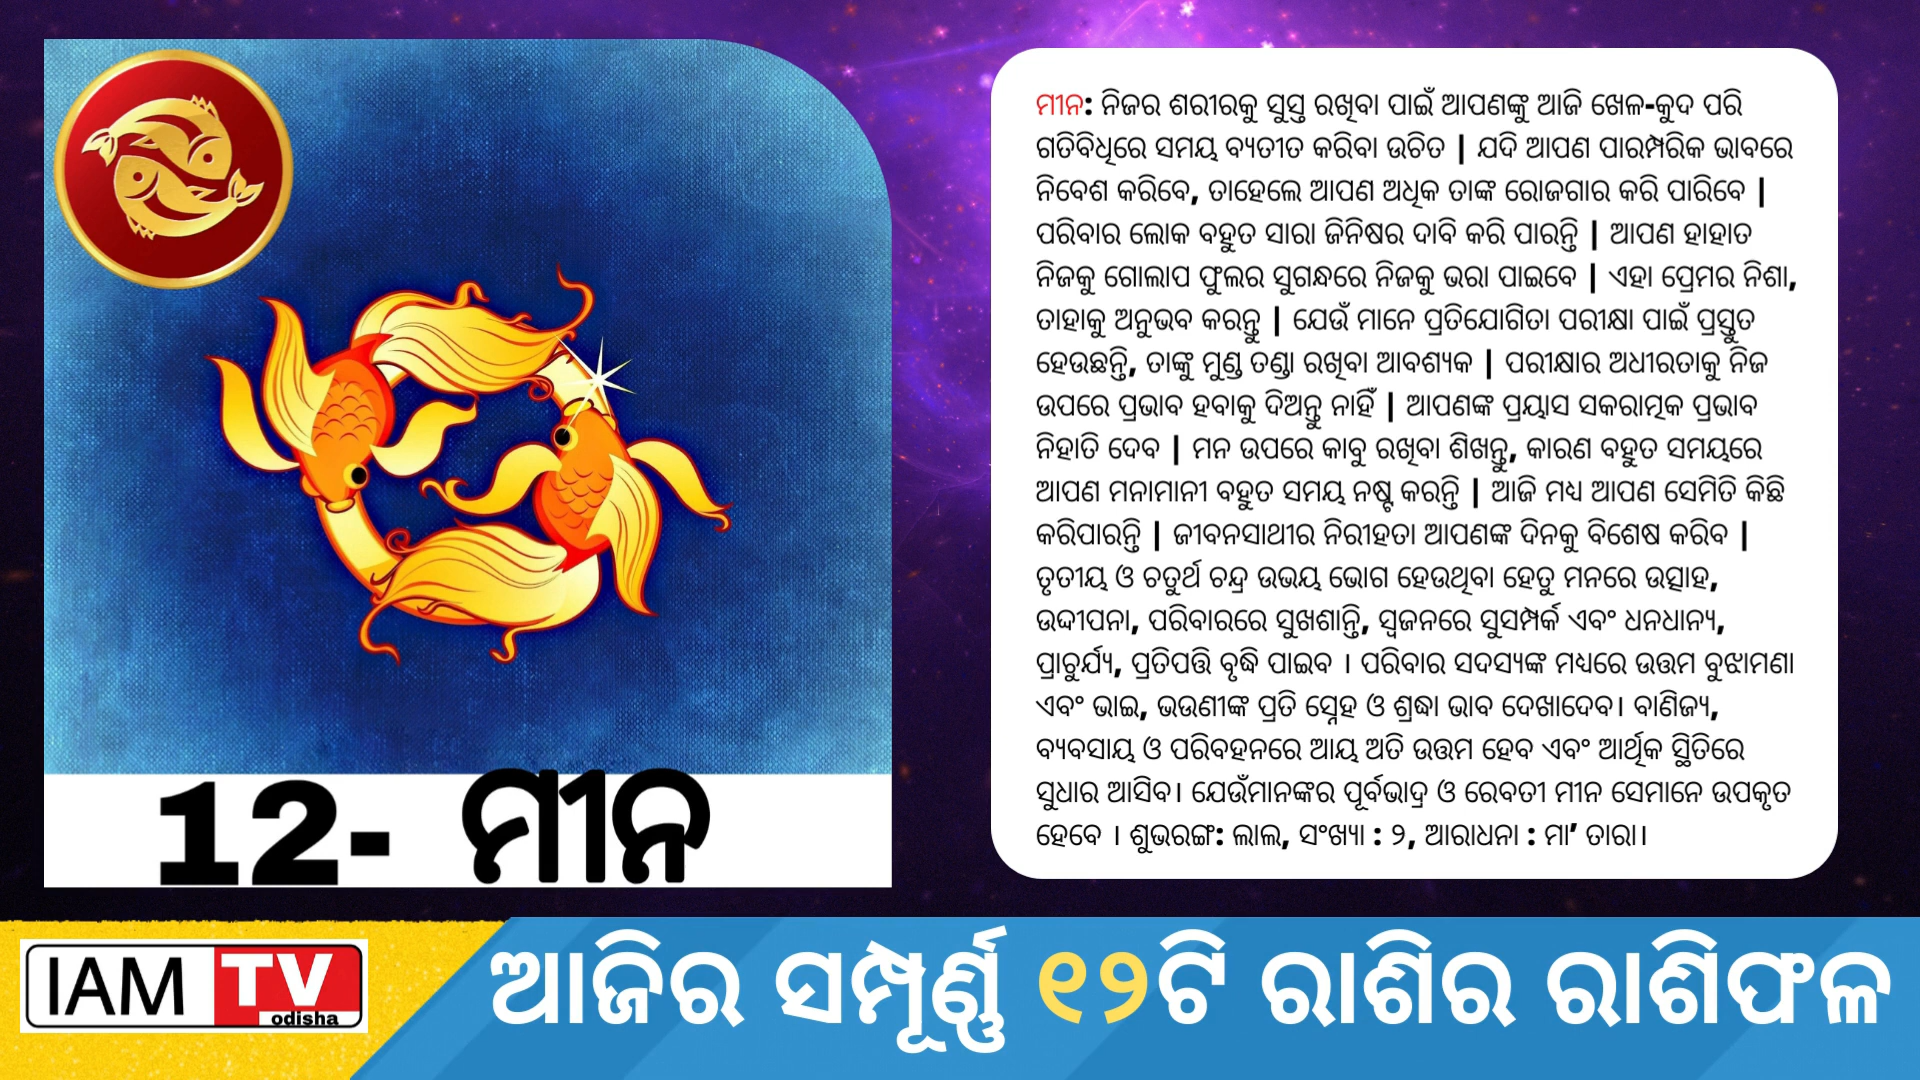 12- ମୀନ
ମୀନ: ନିଜର ଶରୀରକୁ ସୁସ୍ତ ରଖିବା ପାଇଁ ଆପଣଙ୍କୁ ଆଜି ଖେଳ-କୁଦ ପରି
ଗତିବିଧିରେ ସମୟ ବ୍ୟତୀତ କରିବା ଉଚିତ | ଯଦି ଆପଣ ପାରମ୍ପରିକ ଭାବରେ
ନିବେଶ କରିବେ, ତାହେଲେ ଆପଣ ଅଧିକ ତାଙ୍କ ରୋଜଗାର କରି ପାରିବେ |
ପରିବାର ଲୋକ ବହୁତ ସାରା ଜିନିଷର ଦାବି କରି ପାରନ୍ତି | ଆପଣ ହାହାତ
ନିଜକୁ ଗୋଲାପ ଫୁଲର ସୁଗନ୍ଧରେ ନିଜକୁ ଭରା ପାଇବେ | ଏହା ପ୍ରେମର ନିଶା,
ତାହାକୁ ଅନୁଭବ କରନ୍ତୁ | ଯେଉଁ ମାନେ ପ୍ରତିଯୋଗିତା ପରୀକ୍ଷା ପାଇଁ ପ୍ରସ୍ତୁତ
ହେଉଛନ୍ତି, ତାଙ୍କୁ ମୁଣ୍ଡ ତଣ୍ଡା ରଖିବା ଆବଶ୍ୟକ | ପରୀକ୍ଷାର ଅଧୀରତାକୁ ନିଜ
ଉପରେ ପ୍ରଭାବ ହବାକୁ ଦିଅନ୍ତୁ ନାହିଁ | ଆପଣଙ୍କ ପ୍ରୟାସ ସକରାତ୍ମକ ପ୍ରଭାବ
ନିହାତି ଦେବ | ମନ ଉପରେ କାବୁ ରଖିବା ଶିଖନ୍ତୁ, କାରଣ ବହୁତ ସମୟରେ
ଆପଣ ମନାମାନୀ ବହୁତ ସମୟ ନଷ୍ଟ କରନ୍ତି | ଆଜି ମଧ୍ୟ ଆପଣ ସେମିତି କିଛି
କରିପାରନ୍ତି | ଜୀବନସାଥୀର ନିରୀହତା ଆପଣଙ୍କ ଦିନକୁ ବିଶେଷ କରିବ |
ତୃତୀୟ ଓ ଚତୁର୍ଥ ଚନ୍ଦ୍ର ଉଭୟ ଭୋଗ ହେଉଥିବା ହେତୁ ମନରେ ଉତ୍ସାହ,
ଉଦ୍ଦୀପନା, ପରିବାରରେ ସୁଖଶାନ୍ତି, ସ୍ୱଜନରେ ସୁସମ୍ପର୍କ ଏବଂ ଧନଧାନ୍ୟ,
ପ୍ରାଚୁର୍ଯ୍ୟ, ପ୍ରତିପତ୍ତି ବୃଦ୍ଧି ପାଇବ । ପରିବାର ସଦସ୍ୟଙ୍କ ମଧ୍ୟରେ ଉତ୍ତମ ବୁଝାମଣା
ଏବଂ ଭାଇ, ଭଉଣୀଙ୍କ ପ୍ରତି ସ୍ନେହ ଓ ଶ୍ରଦ୍ଧା ଭାବ ଦେଖାଦେବ। ବାଣିଜ୍ୟ,
ବ୍ୟବସାୟ ଓ ପରିବହନରେ ଆୟ ଅତି ଉତ୍ତମ ହେବ ଏବଂ ଆର୍ଥିକ ସ୍ଥିତିରେ
ସୁଧାର ଆସିବ। ଯେଉଁମାନଙ୍କର ପୂର୍ବଭାଦ୍ର ଓ ରେବତୀ ମୀନ ସେମାନେ ଉପକୃତ
ହେବେ । ଶୁଭରଙ୍ଗ: ଲାଲ, ସଂଖ୍ୟା : ୨, ଆରାଧନା : ମା’ ତାରା।
IAM TV
odisha
ଆଜିର ସମ୍ପୂର୍ଣ୍ଣ ୧୨ଟି ରାଶିର ରାଶିଫଳ